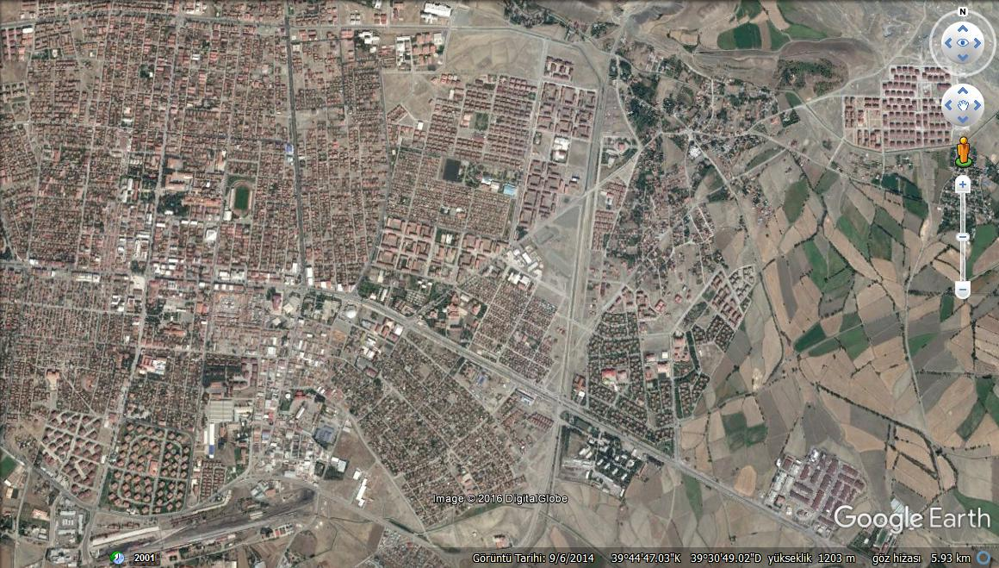 N
Image © 2016 DigitalGlobe
Google Earth
2001
Görüntü Tarihi: 9/6/2014 39°44'47.03"K 39°30'49.02"D yükseklik 1203 m göz hizası 5.93 km